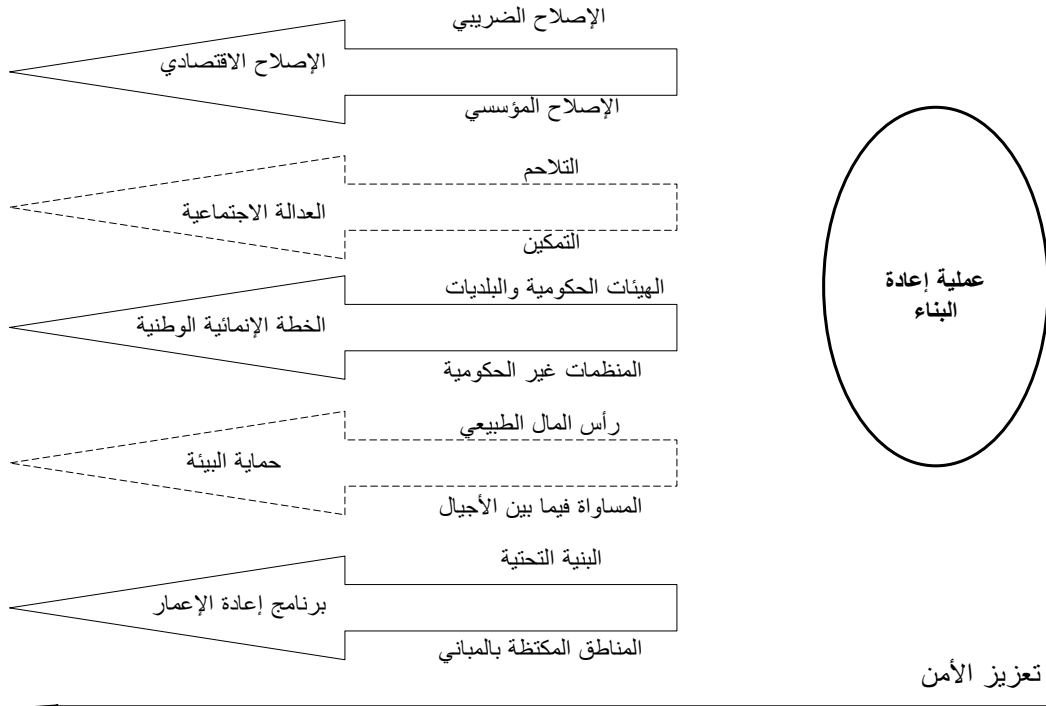 الإصلاح الضريبي
الإصلاح الاقتصادي
الإصلاح المؤسسي
التلاحم
العدالة الاجتماعية
التمكين
عملية إعادة
البناء
الهيئات الحكومية والبلديات
الخطة الإنمائية الوطنية
المنظمات غير الحكومية
رأس المال الطبيعي
حماية البيئة
المساواة فيما بين الأجيال
البنية التحتية
برنامج إعادة الإعمار
المناطق المكتظة بالمباني
تعزيز الأمن